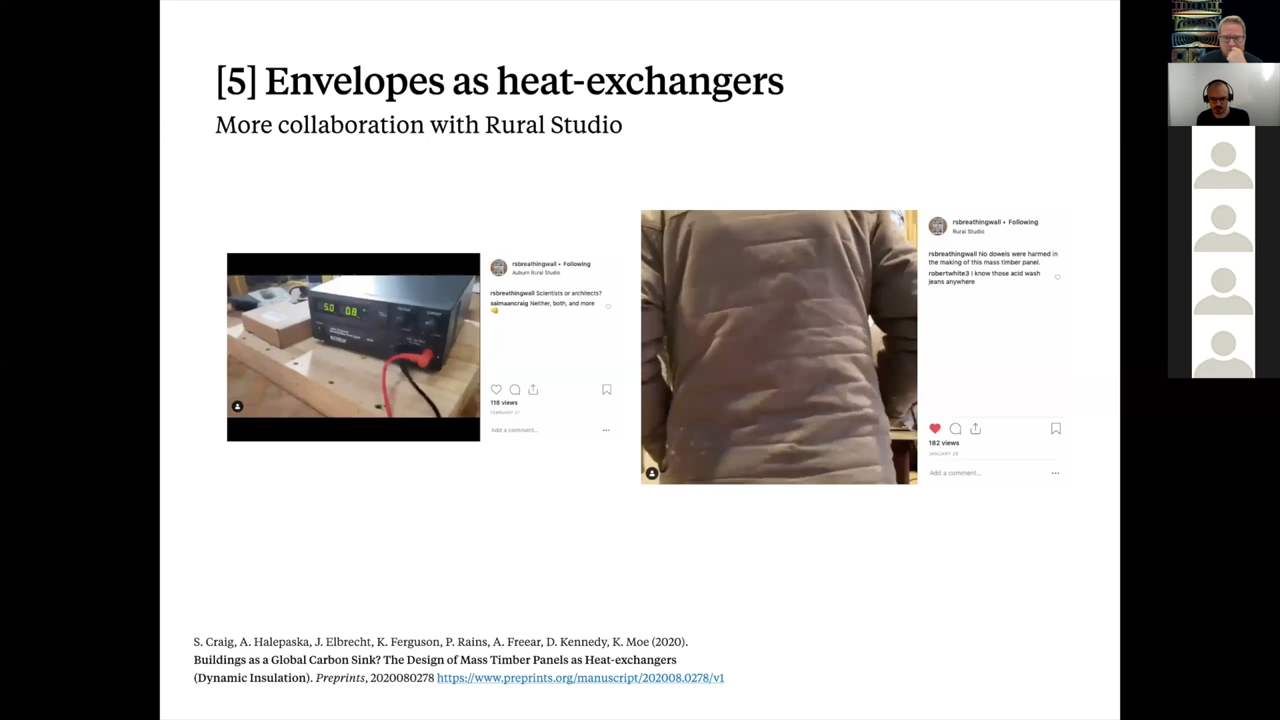 [5] Envelopes as heat-exchangers
More collaboration with Rural Studio
5.0 0.8
rsbreathingwall • Following
Auburn Rural Studio
rsbreathingwall Scientists or architects?
salmaancraig Neither, both, and more
👍
118 views
FEBRUARY 27
Add a comment...
rsbreathingwall • Following
Rural Studio
rsbreathingwall No dowels were harmed in
the making of this mass timber panel.
robertwhite3 I know those acid wash
jeans anywhere
182 views
Add a comment...
S. Craig, A. Halepaska, J. Elbrecht, K. Ferguson, P. Rains, A. Freear, D. Kennedy, K. Moe (2020).
Buildings as a Global Carbon Sink? The Design of Mass Timber Panels as Heat-exchangers
(Dynamic Insulation). Preprints, 2020080278 https://www.preprints.org/manuscript/202008.0278/v1